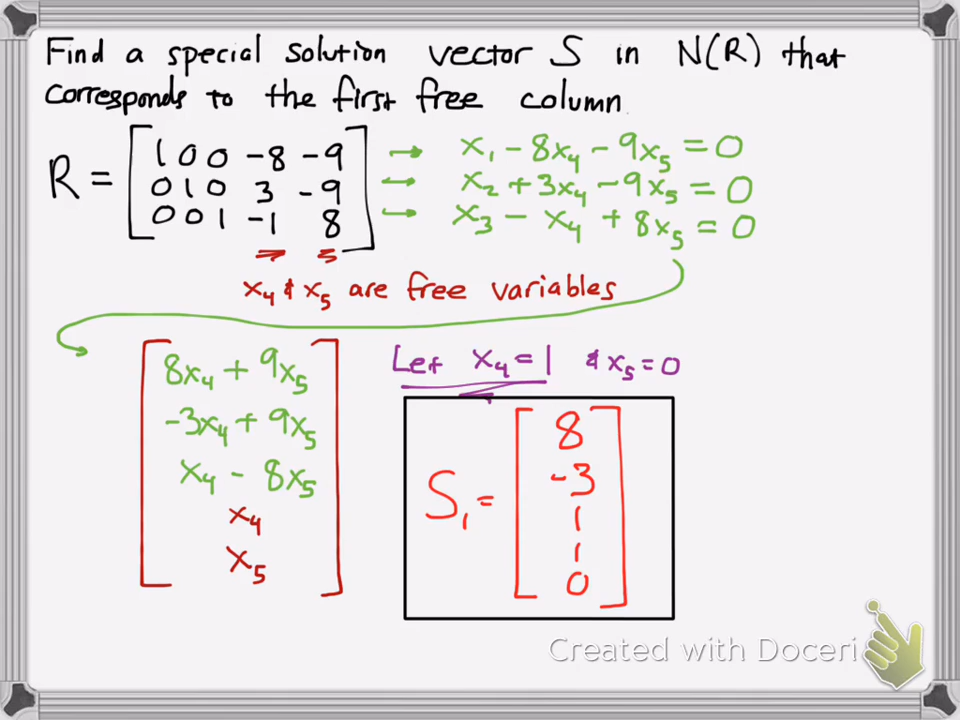 Find a special solution vector S in N(R) that
corresponds to the first free column
R = [1 0 0 -8 -9 → x₁ - 8x₄ - 9x₅ = 0
0 1 0 3 -9 → x₂ + 3x₄ - 9x₅ = 0
0 0 1 -1 8] → x₃ - x₄ + 8x₅ = 0
x₄ & x₅ are free variables
[8x₄ + 9x₅
-3x₄ + 9x₅
x₄ - 8x₅
x₄
x₅]
Let x₄ = 1 & x₅ = 0
S₁ = [8
-3
1
1
0]
Created with Doceri